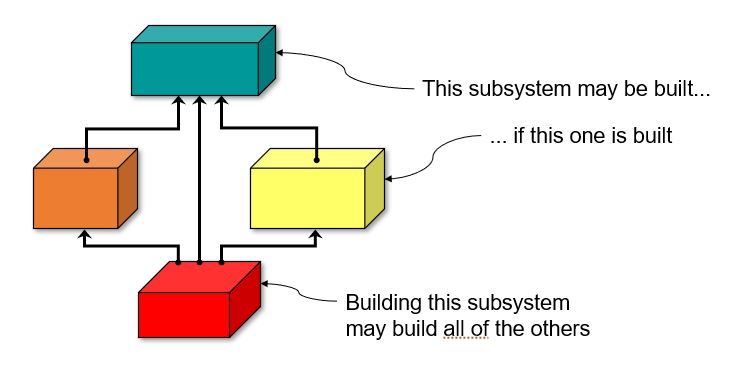 This subsystem may be built...
... if this one is built
Building this subsystem
may build all of the others